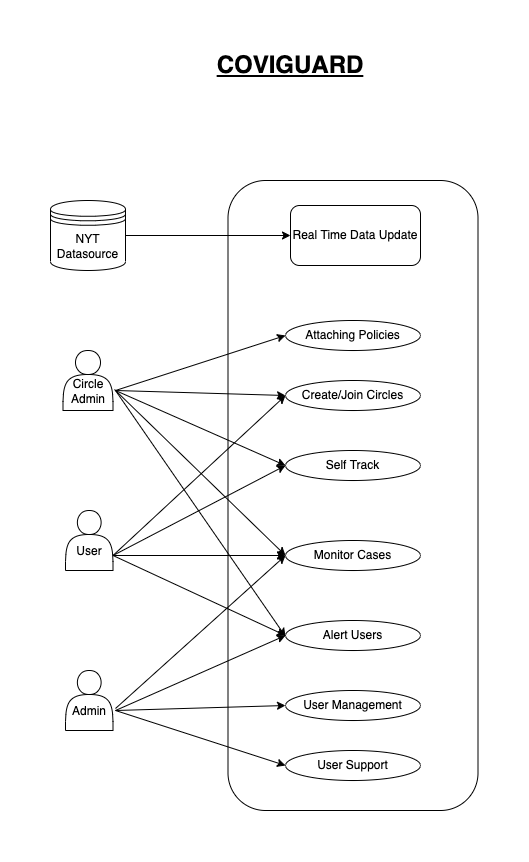 COVIGUARD
NYT
Datasource
Real Time Data Update
Attaching Policies
Circle
Admin
Create/Join Circles
Self Track
User
Monitor Cases
Alert Users
Admin
User Management
User Support